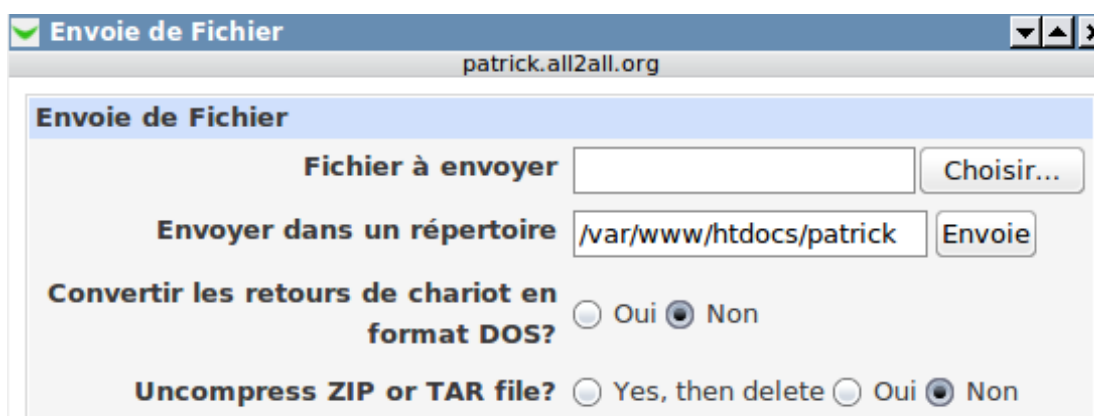 Envoie de Fichier
patrick.all2all.org
Envoie de Fichier
Fichier à envoyer Choisir...
Envoyer dans un répertoire /var/www/htdocs/patrick Envoie
Convertir les retours de chariot en
format DOS? Oui Non
Uncompress ZIP or TAR file? Yes, then delete Oui Non